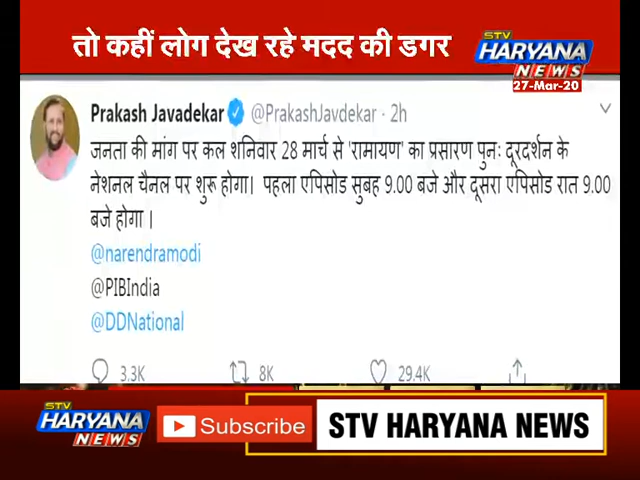 तो कहीं लोग देख रहे मदद की डगर
STV
HARYANA
NEWS
27-Mar-20
Prakash Javadekar @PrakashJavdekar · 2h
जनता की मांग पर कल शनिवार 28 मार्च से 'रामायण' का प्रसारण पुनः दूरदर्शन के
नेशनल चैनल पर शुरू होगा। पहला एपिसोड सुबह 9.00 बजे और दूसरा एपिसोड रात 9.00
बजे होगा ।
@narendramodi
@PIBIndia
@DDNational
3.3K 8K 29.4K
STV
HARYANA
NEWS
Subscribe
STV HARYANA NEWS